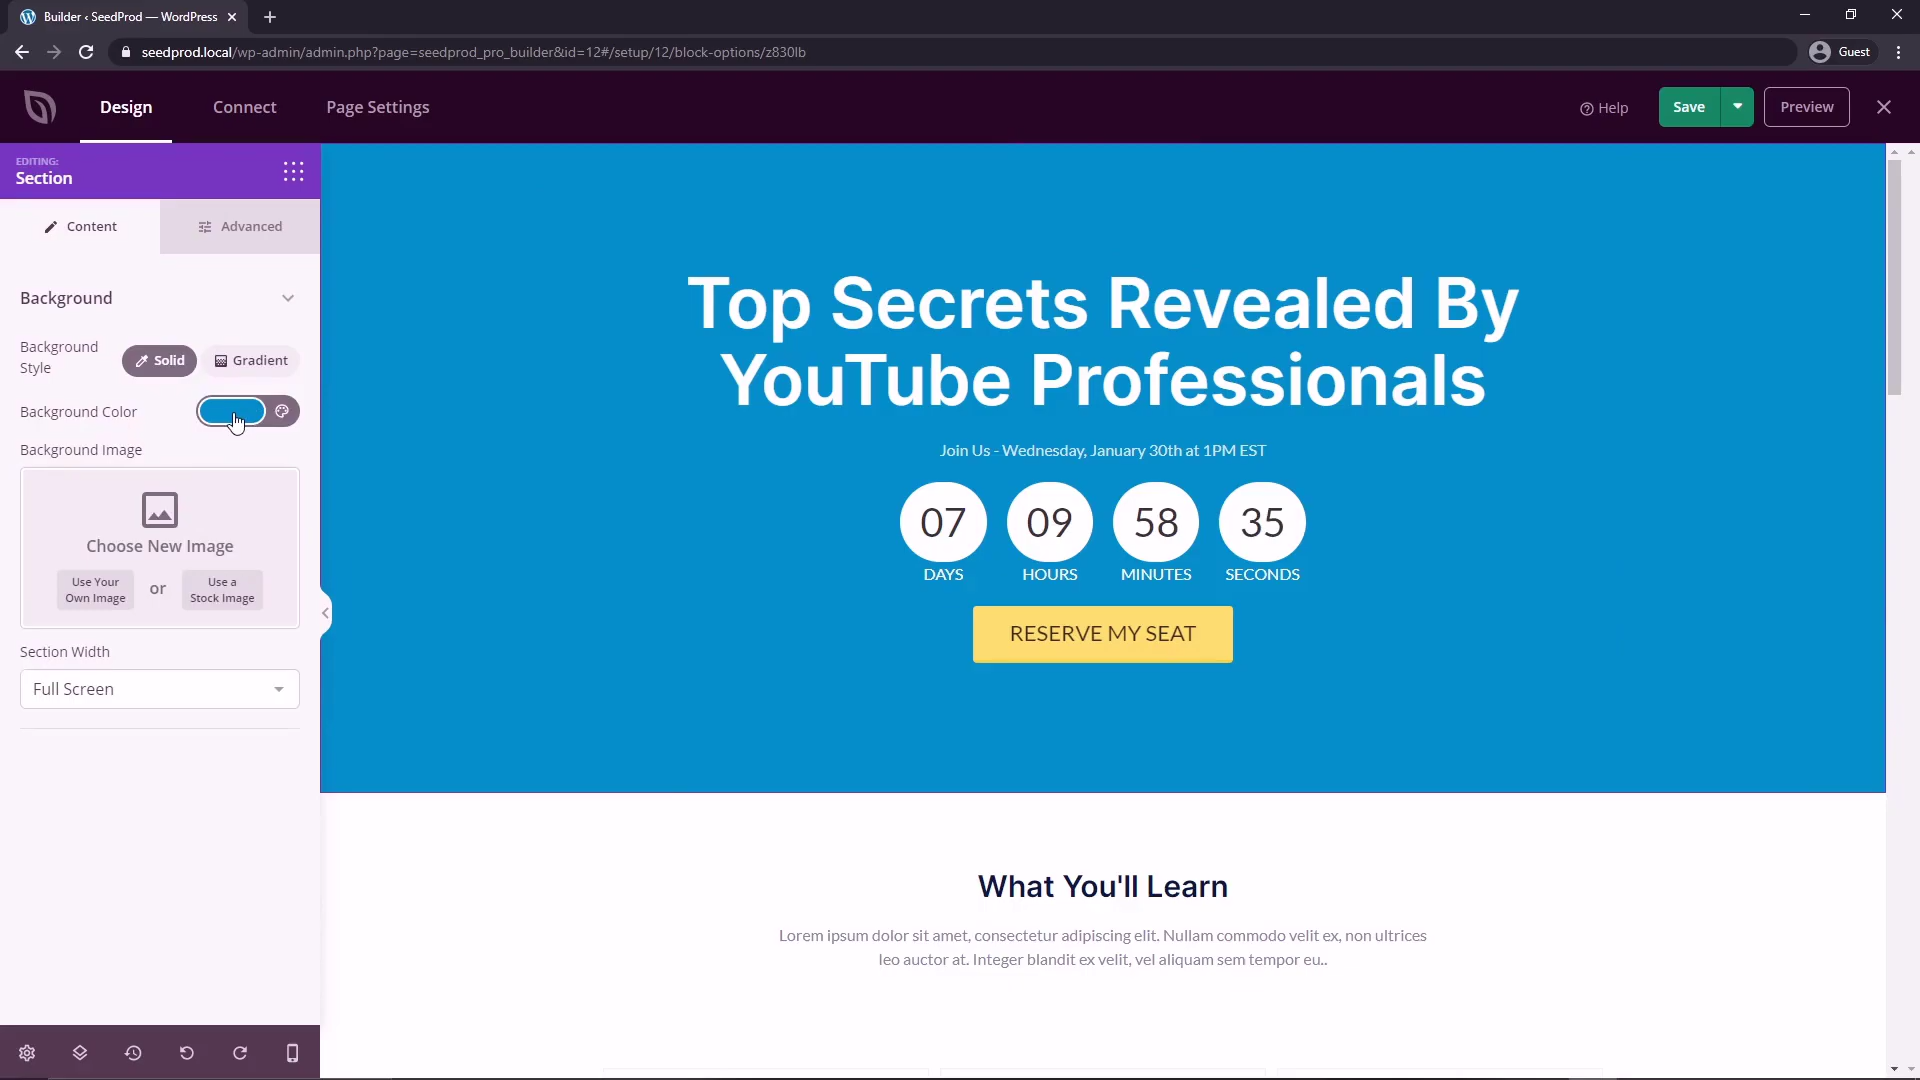 Builder ‹ SeedProd — WordPress
seedprod.local/wp-admin/admin.php?page=seedprod_pro_builder&id=12#/setup/12/block-options/z830lb
Guest
Design
Connect
Page Settings
Help
Save
Preview
EDITING:
Section
Content
Advanced
Background
Background
Style
Solid
Gradient
Background Color
Background Image
Choose New Image
Use Your
Own Image
or
Use a
Stock Image
Section Width
Full Screen
Top Secrets Revealed By
YouTube Professionals
Join Us - Wednesday, January 30th at 1PM EST
07 09 58 35
DAYS HOURS MINUTES SECONDS
RESERVE MY SEAT
What You'll Learn
Lorem ipsum dolor sit amet, consectetur adipiscing elit. Nullam commodo velit ex, non ultrices
leo auctor at. Integer blandit ex velit, vel aliquam sem tempor eu..